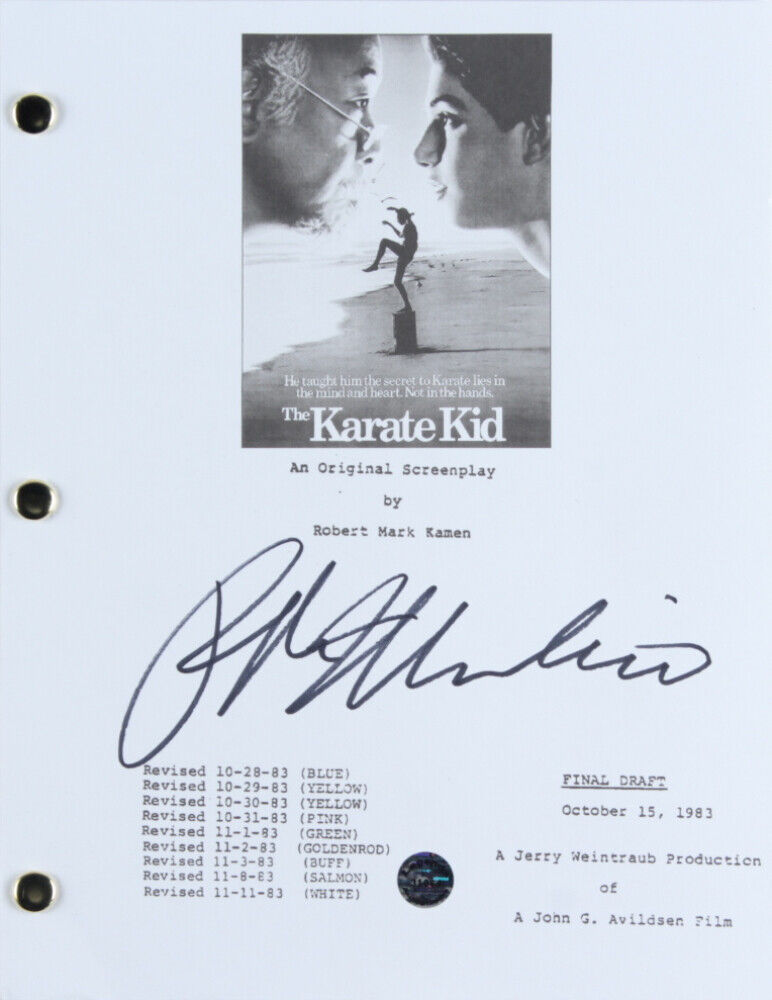 He taught him the secret to Karate lies in
the mind and heart. Not in the hands.
The Karate Kid
An Original Screenplay
by
Robert Mark Kamen
Revised 10-28-83 (BLUE)
Revised 10-29-83 (YELLOW)
Revised 10-30-83 (YELLOW)
Revised 10-31-83 (PINK)
Revised 11-1-83 (GREEN)
Revised 11-2-83 (GOLDENROD)
Revised 11-3-83 (BUFF)
Revised 11-8-83 (SALMON)
Revised 11-11-83 (WHITE)
FINAL DRAFT
October 15, 1983
A Jerry Weintraub Production
of
A John G. Avildsen Film